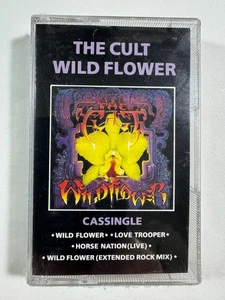 THE CULT
WILD FLOWER
THE
CULT
WILDFLOWER
CASSINGLE
• WILD FLOWER • • LOVE TROOPER •
• HORSE NATION (LIVE) •
• WILD FLOWER (EXTENDED ROCK MIX) •